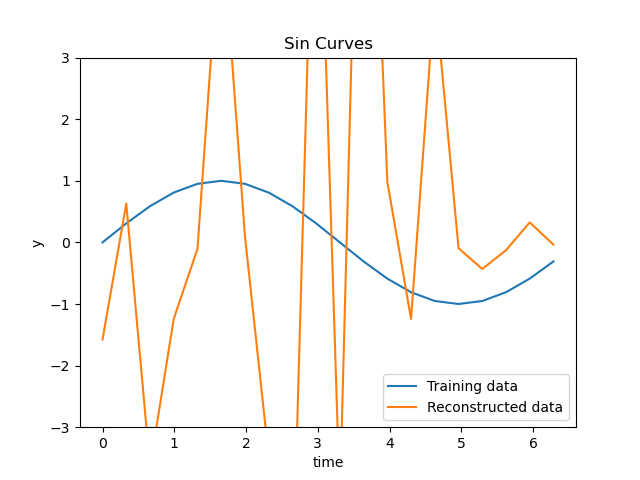 Sin Curves
3
2
1
0
−1
−2
−3
y
0 1 2 3 4 5 6
time
Training data
Reconstructed data